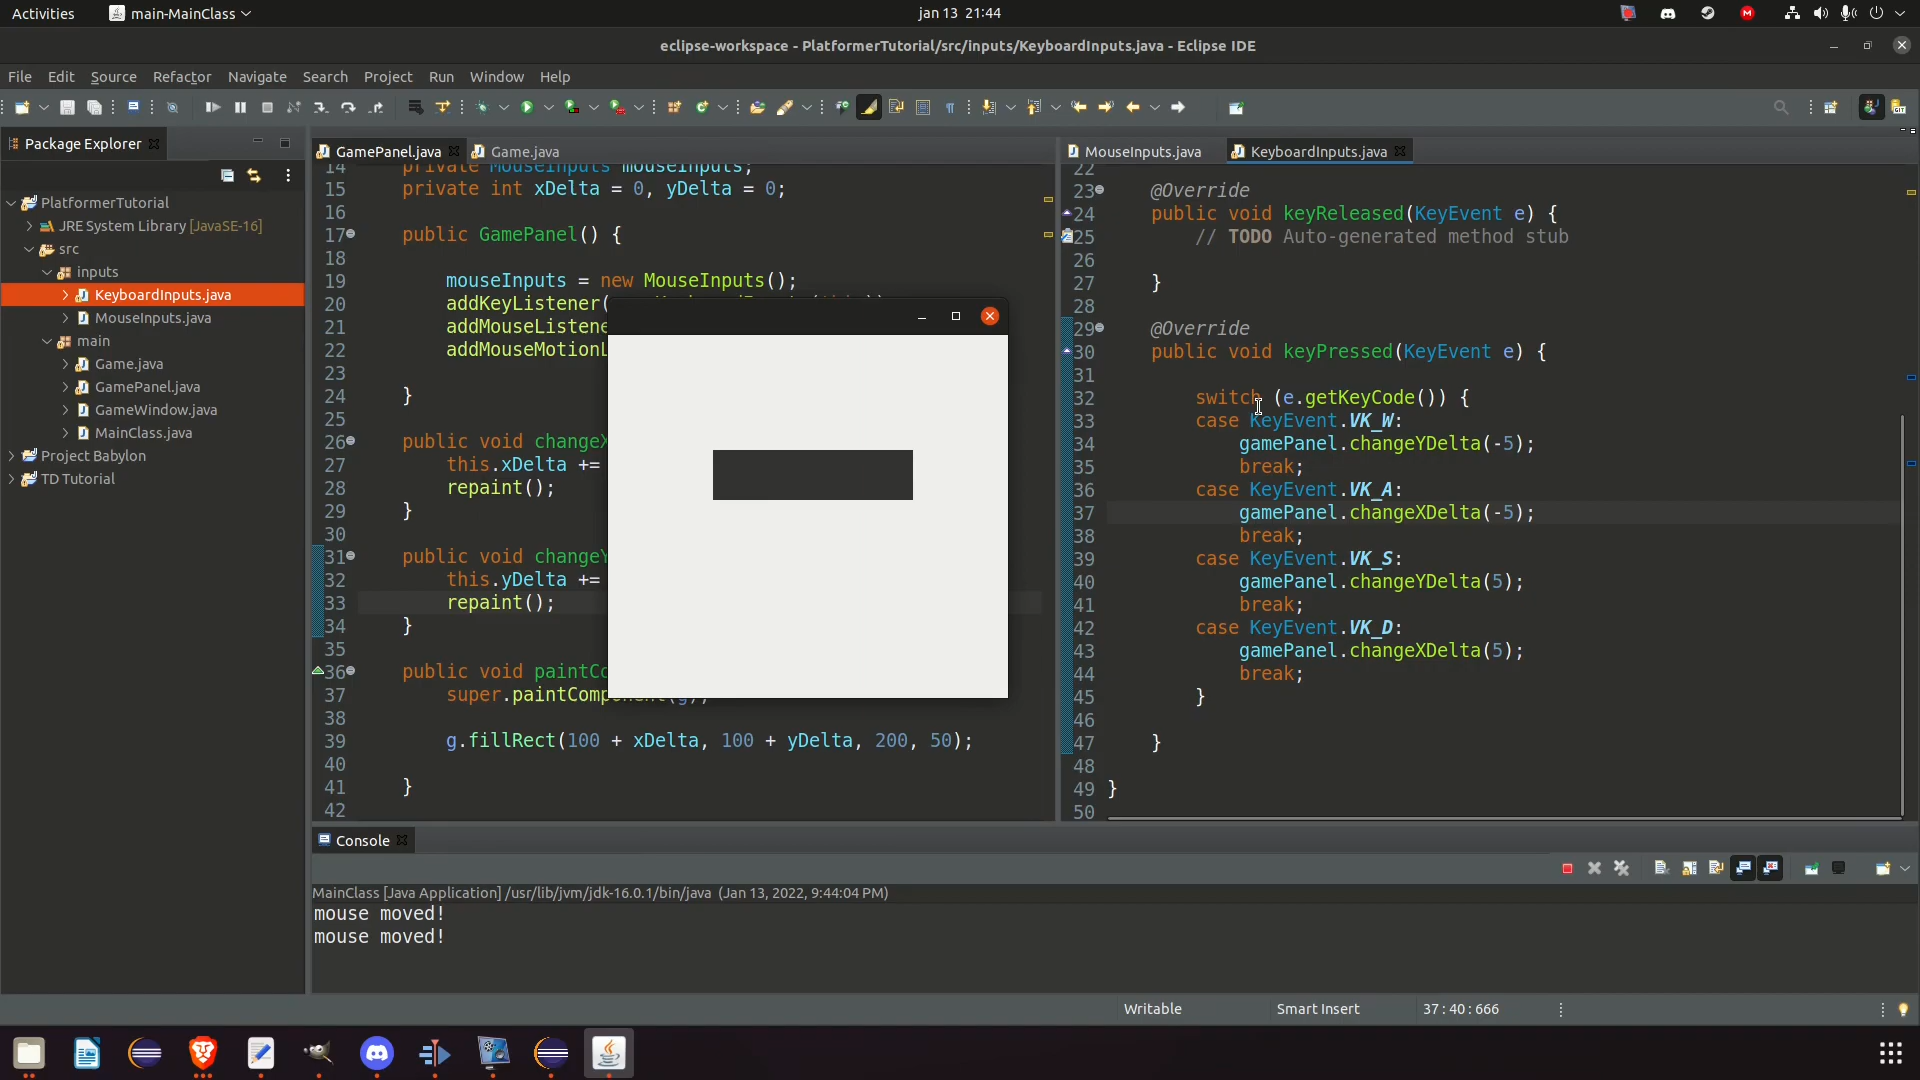 Activities
main-MainClass
jan 13 21:44
eclipse-workspace - PlatformerTutorial/src/inputs/KeyboardInputs.java - Eclipse IDE
File Edit Source Refactor Navigate Search Project Run Window Help
Package Explorer
PlatformerTutorial
JRE System Library [JavaSE-16]
src
inputs
KeyboardInputs.java
MouseInputs.java
main
Game.java
GamePanel.java
GameWindow.java
MainClass.java
Project Babylon
TD Tutorial
GamePanel.java
Game.java
14 private MouseInputs mouseInputs;
15 private int xDelta = 0, yDelta = 0;
16
17 public GamePanel() {
18
19 mouseInputs = new MouseInputs();
20 addKeyListener(
21 addMouseListene
22 addMouseMotionL
23
24 }
25
26 public void changeX
27 this.xDelta +=
28 repaint();
29 }
30
31 public void changeY
32 this.yDelta +=
33 repaint();
34 }
35
36 public void paintCo
37 super.paintComponent(g);
38
39 g.fillRect(100 + xDelta, 100 + yDelta, 200, 50);
40
41 }
42
MouseInputs.java
KeyboardInputs.java
22
23 @Override
24 public void keyReleased(KeyEvent e) {
25 // TODO Auto-generated method stub
26
27 }
28
29 @Override
30 public void keyPressed(KeyEvent e) {
31
32 switch (e.getKeyCode()) {
33 case KeyEvent.VK_W:
34 gamePanel.changeYDelta(-5);
35 break;
36 case KeyEvent.VK_A:
37 gamePanel.changeXDelta(-5);
38 break;
39 case KeyEvent.VK_S:
40 gamePanel.changeYDelta(5);
41 break;
42 case KeyEvent.VK_D:
43 gamePanel.changeXDelta(5);
44 break;
45 }
46
47 }
48
49 }
50
Console
MainClass [Java Application] /usr/lib/jvm/jdk-16.0.1/bin/java (Jan 13, 2022, 9:44:04 PM)
mouse moved!
mouse moved!
Writable
Smart Insert
37 : 40 : 666